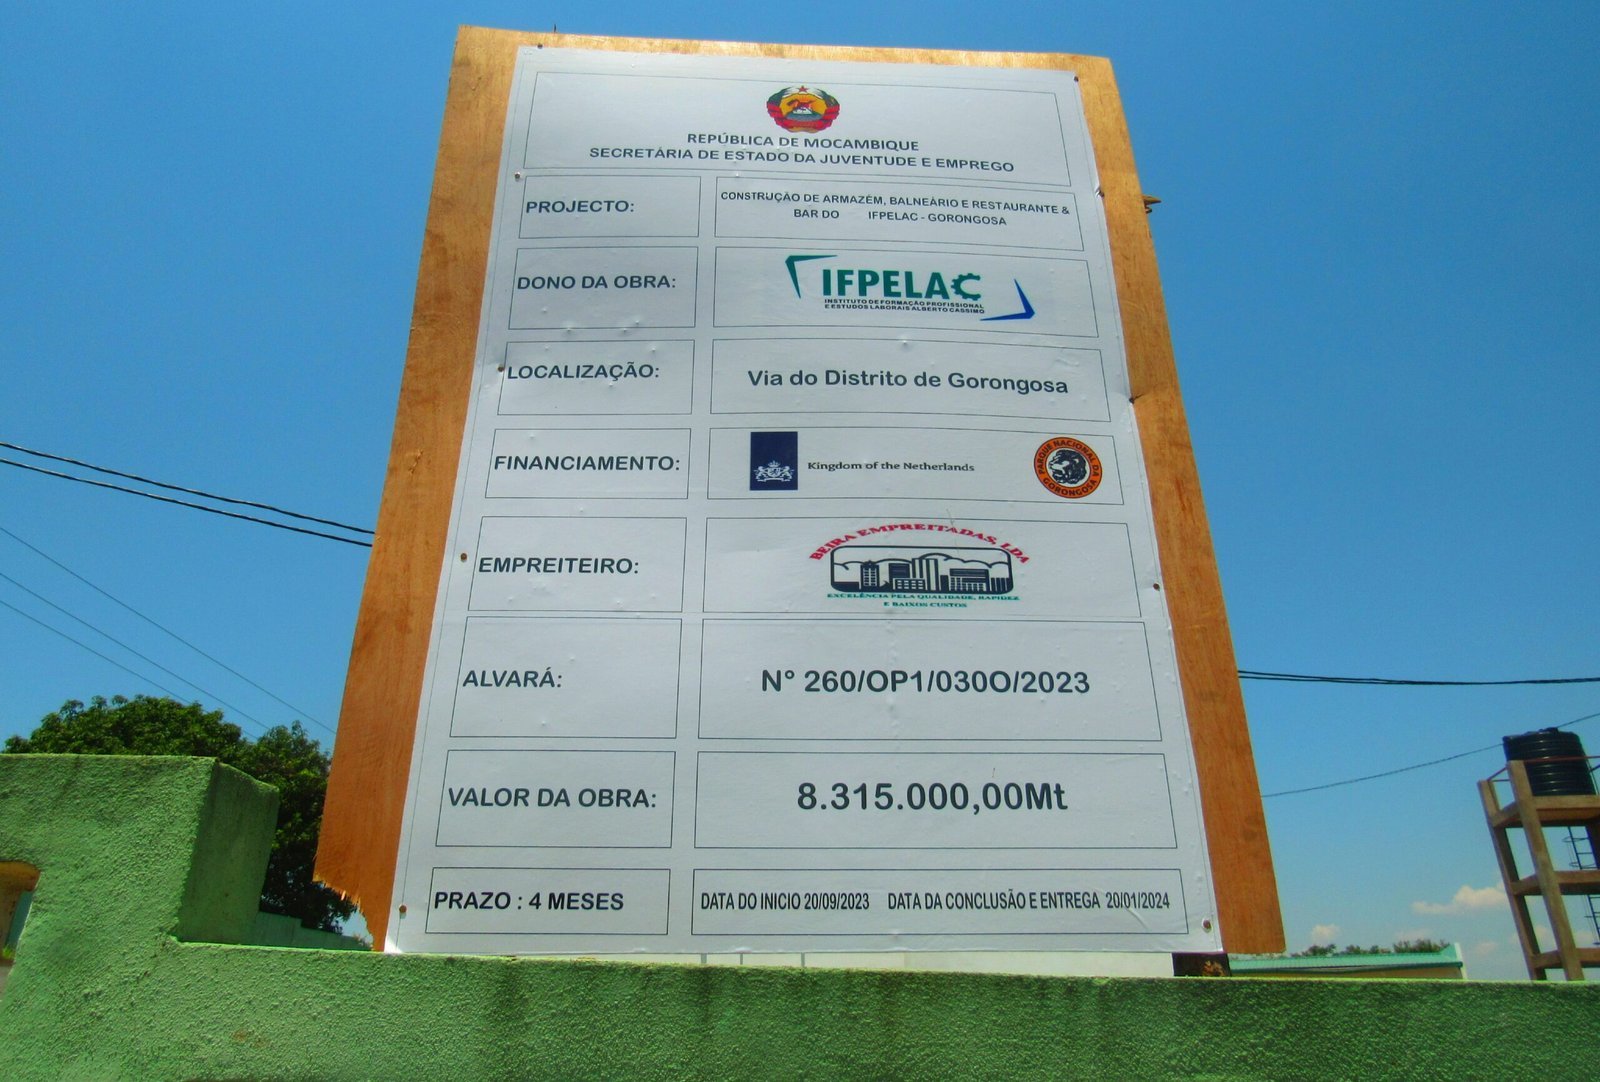 REPÚBLICA DE MOCAMBIQUE
SECRETÁRIA DE ESTADO DA JUVENTUDE E EMPREGO
PROJECTO:
CONSTRUÇÃO DE ARMAZÉM, BALNEÁRIO E RESTAURANTE &
BAR DO IFPELAC - GORONGOSA
DONO DA OBRA:
IFPELAC
INSTITUTO DE FORMAÇÃO PROFISSIONAL
E ESTUDOS LABORAIS ALBERTO CASSIMO
LOCALIZAÇÃO:
Via do Distrito de Gorongosa
FINANCIAMENTO:
Kingdom of the Netherlands
PARQUE NACIONAL DA
GORONGOSA
EMPREITEIRO:
BEIRA EMPREITADAS, LDA
EXCELÊNCIA PELA QUALIDADE, RAPIDEZ
E BAIXOS CUSTOS
ALVARÁ:
N° 260/OP1/030O/2023
VALOR DA OBRA:
8.315.000,00Mt
PRAZO : 4 MESES
DATA DO INICIO 20/09/2023 DATA DA CONCLUSÃO E ENTREGA 20/01/2024